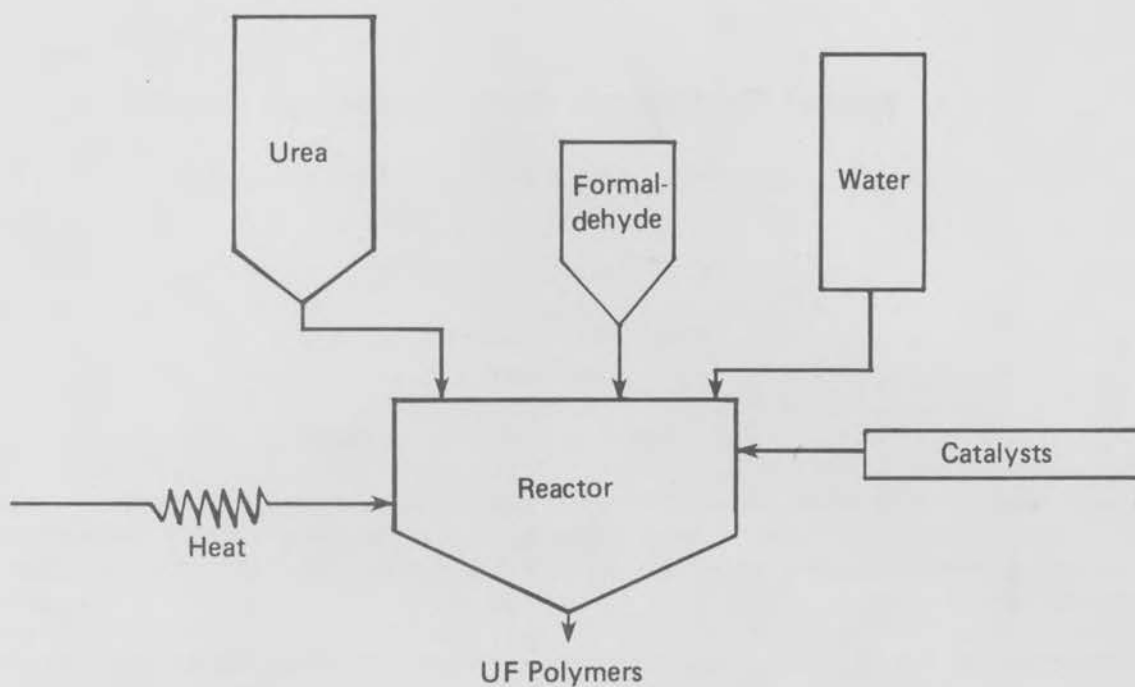 Urea
Formal-
dehyde
Water
Catalysts
Reactor
Heat
UF Polymers